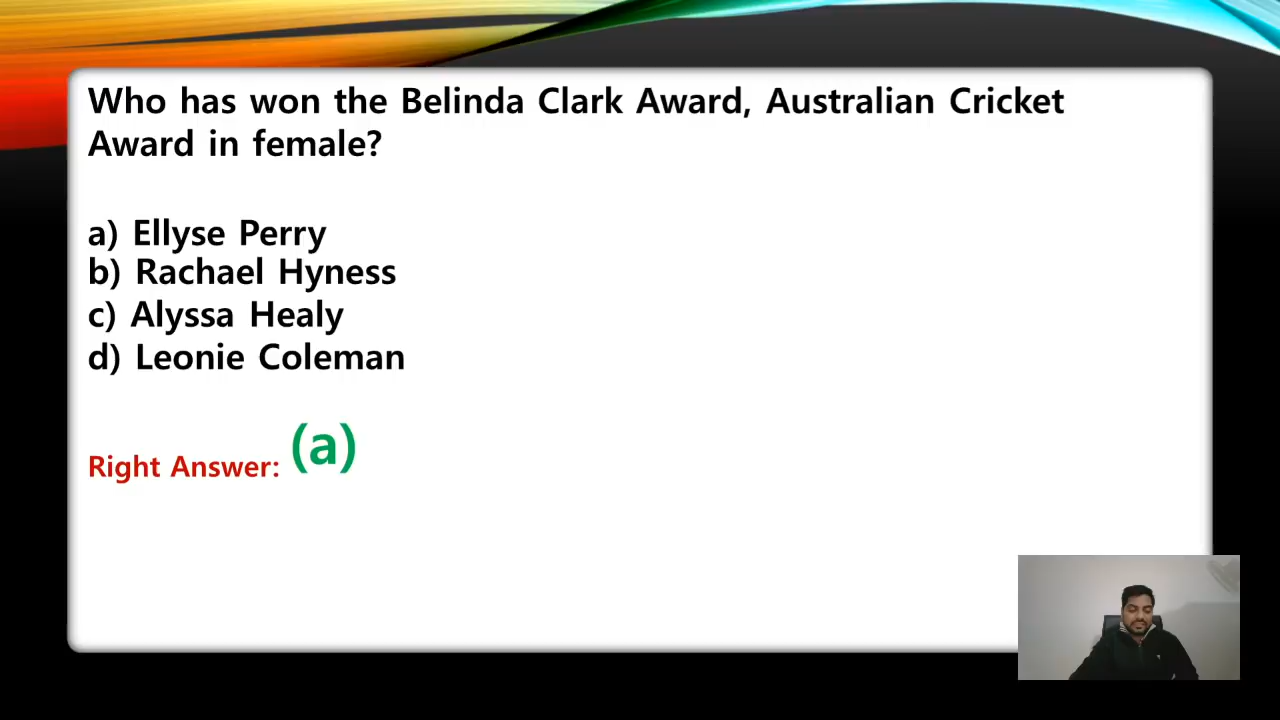 Who has won the Belinda Clark Award, Australian Cricket
Award in female?
a) Ellyse Perry
b) Rachael Hyness
c) Alyssa Healy
d) Leonie Coleman
Right Answer: (a)